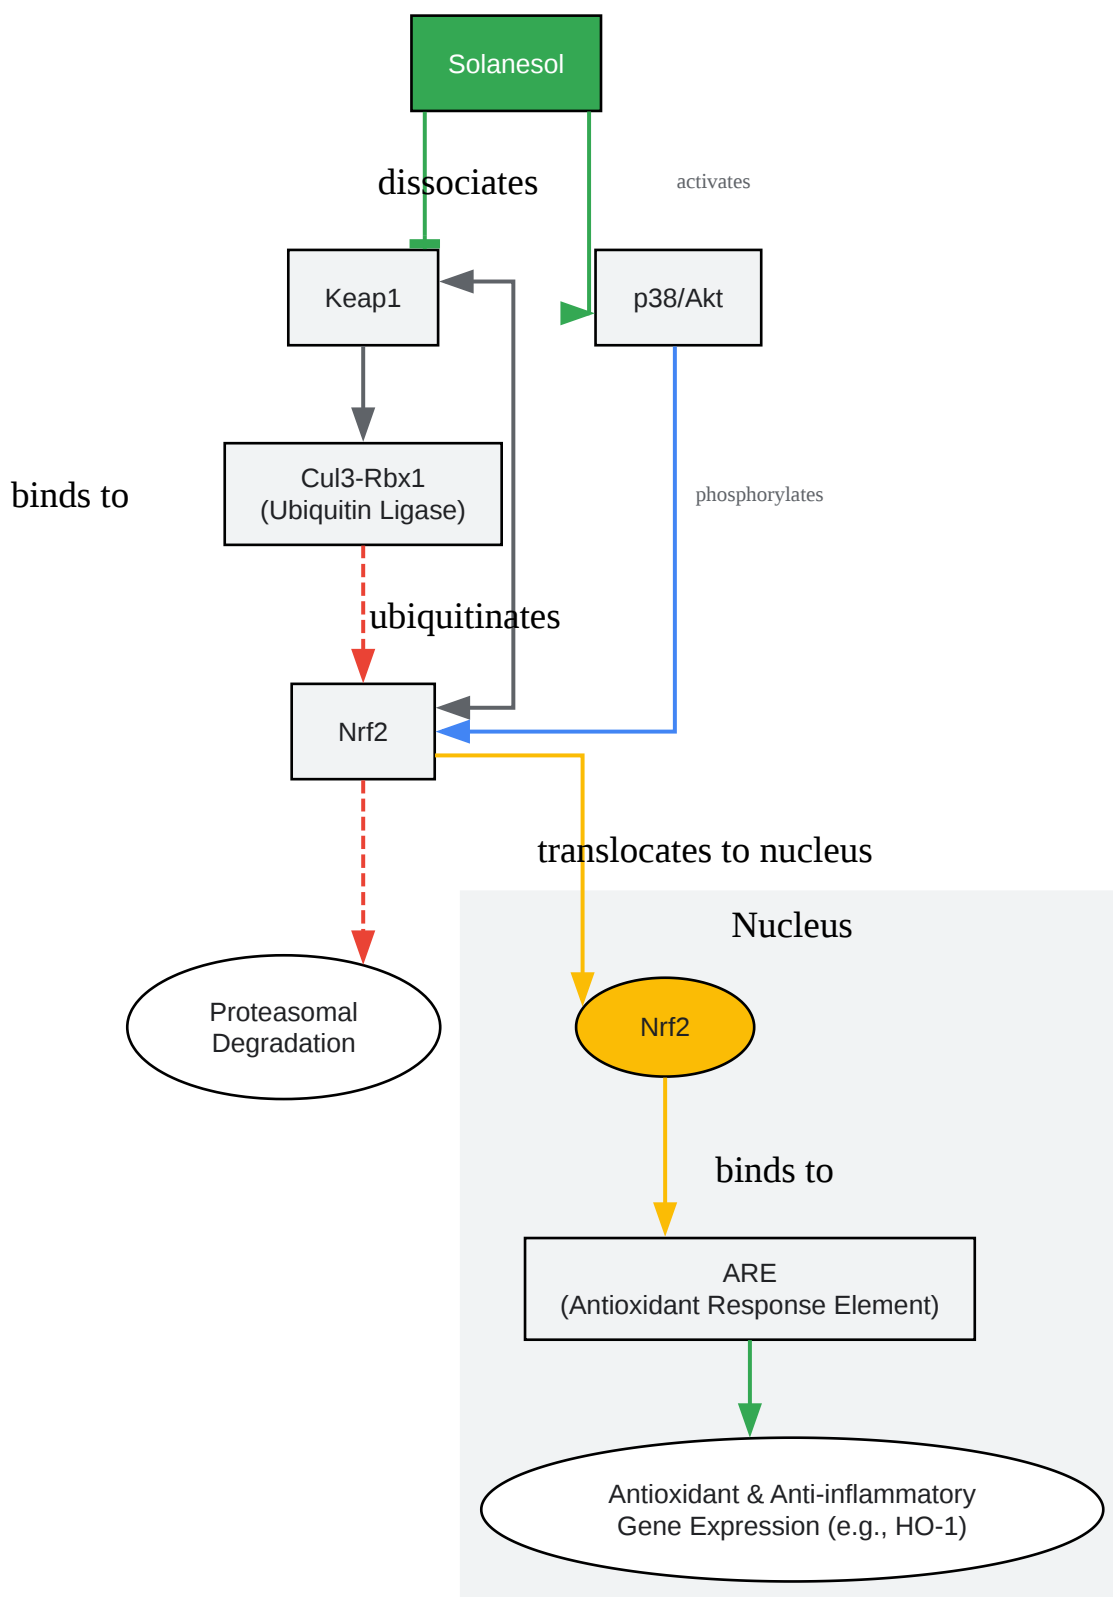 Solanesol
dissociates
activates
Keap1
p38/Akt
binds to
Cul3-Rbx1
(Ubiquitin Ligase)
phosphorylates
ubiquitinates
Nrf2
translocates to nucleus
Nucleus
Proteasomal
Degradation
Nrf2
binds to
ARE
(Antioxidant Response Element)
Antioxidant & Anti-inflammatory
Gene Expression (e.g., HO-1)